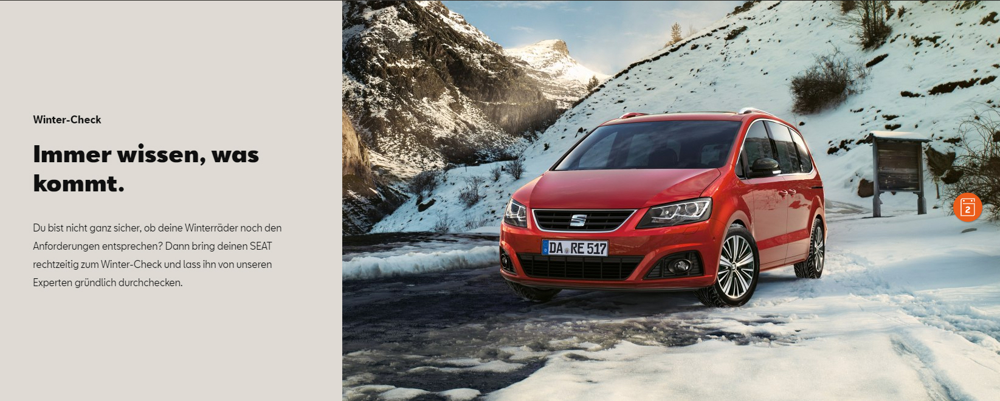 Winter-Check
Immer wissen, was
kommt.
Du bist nicht ganz sicher, ob deine Winterräder noch den
Anforderungen entsprechen? Dann bring deinen SEAT
rechtzeitig zum Winter-Check und lass ihn von unseren
Experten gründlich durchchecken.
DA RE 517
2